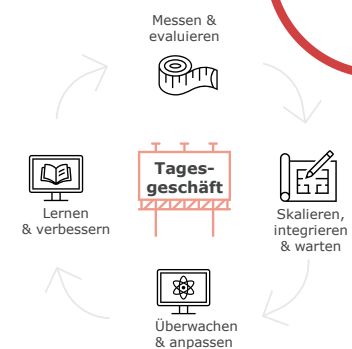 Messen &
evaluieren
Tages-
geschäft
Lernen
& verbessern
Skalieren,
integrieren
& warten
Überwachen
& anpassen